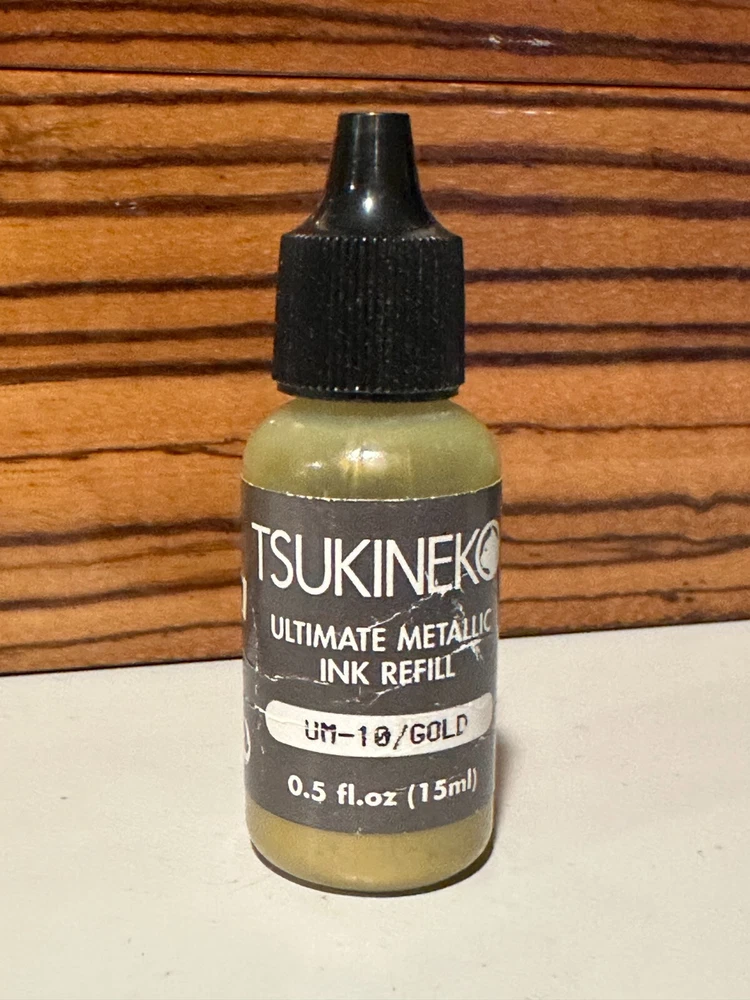 TSUKINEKO
ULTIMATE METALLIC
INK REFILL
UM-10/GOLD
0.5 fl.oz (15ml)